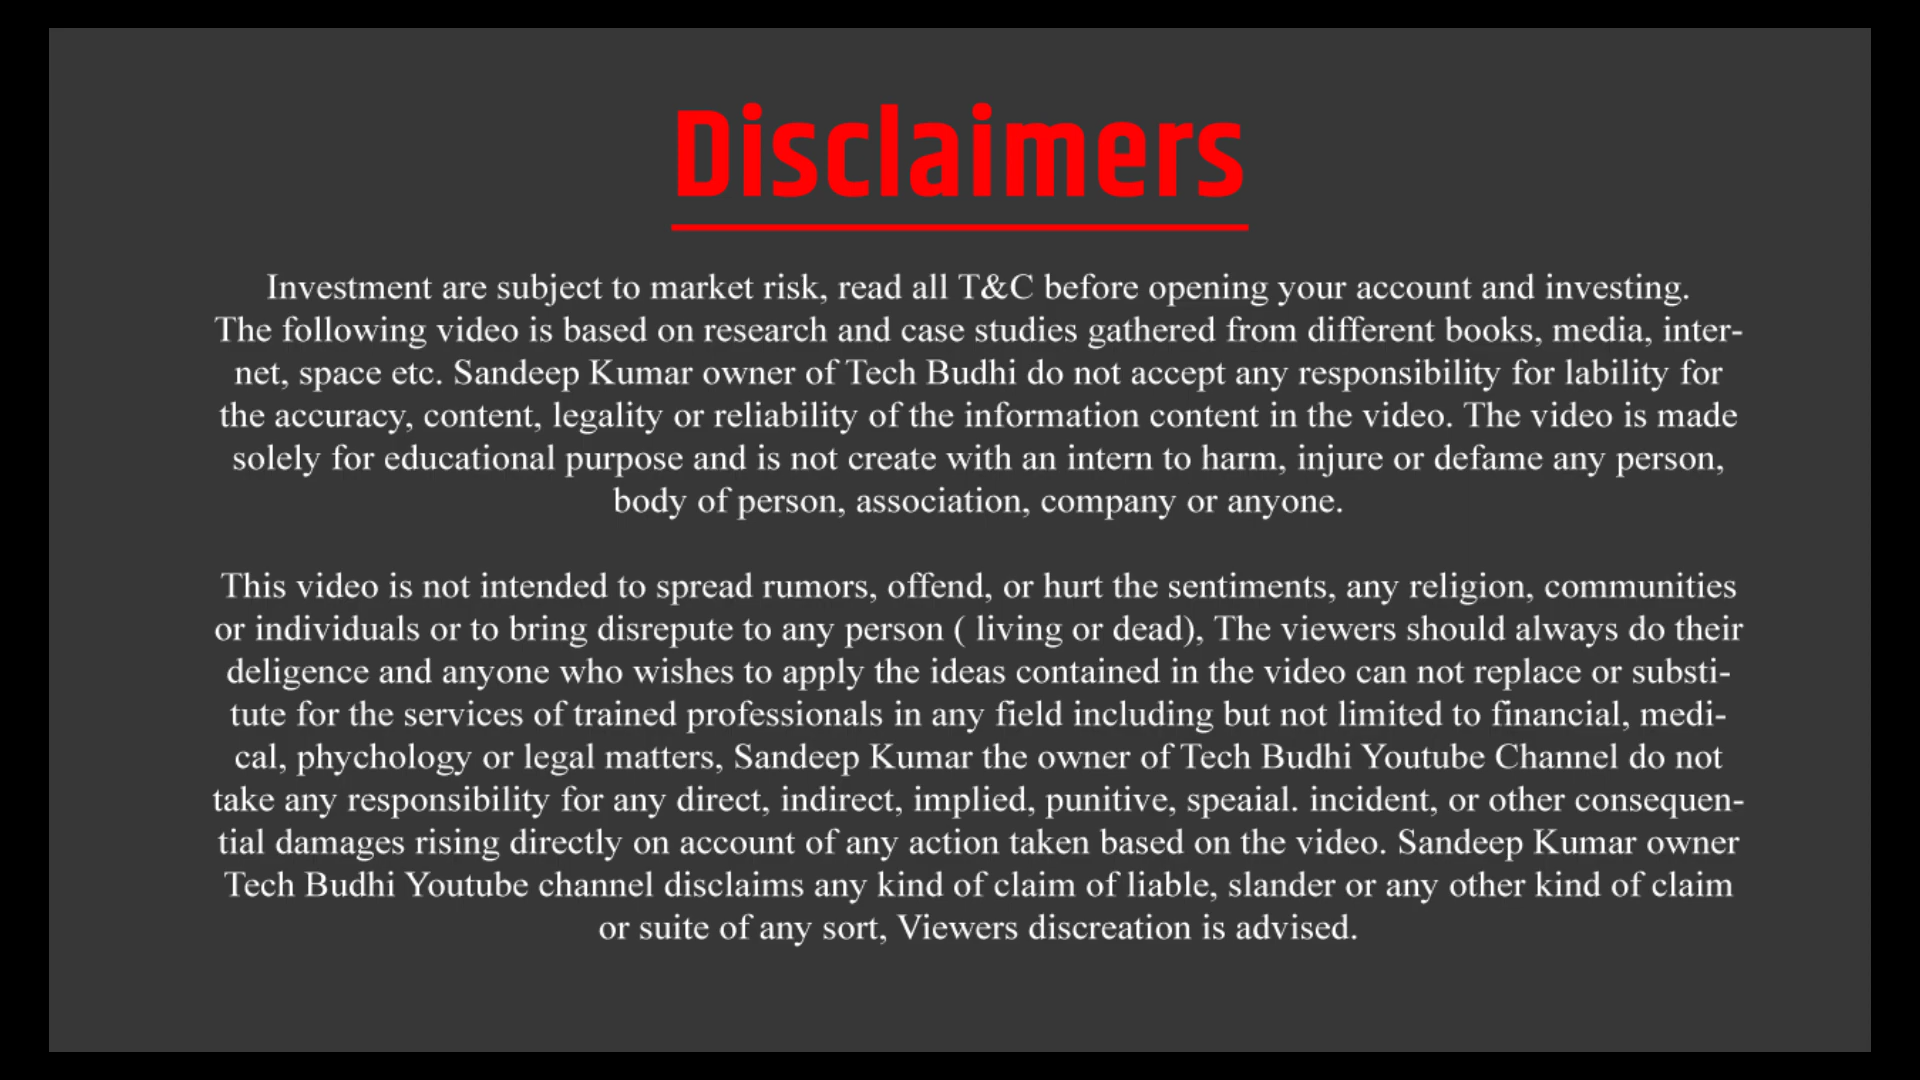 Disclaimers
Investment are subject to market risk, read all T&C before opening your account and investing.
The following video is based on research and case studies gathered from different books, media, inter-
net, space etc. Sandeep Kumar owner of Tech Budhi do not accept any responsibility for lability for
the accuracy, content, legality or reliability of the information content in the video. The video is made
solely for educational purpose and is not create with an intern to harm, injure or defame any person,
body of person, association, company or anyone.
This video is not intended to spread rumors, offend, or hurt the sentiments, any religion, communities
or individuals or to bring disrepute to any person ( living or dead), The viewers should always do their
deligence and anyone who wishes to apply the ideas contained in the video can not replace or substi-
tute for the services of trained professionals in any field including but not limited to financial, medi-
cal, phychology or legal matters, Sandeep Kumar the owner of Tech Budhi Youtube Channel do not
take any responsibility for any direct, indirect, implied, punitive, speaial. incident, or other consequen-
tial damages rising directly on account of any action taken based on the video. Sandeep Kumar owner
Tech Budhi Youtube channel disclaims any kind of claim of liable, slander or any other kind of claim
or suite of any sort, Viewers discreation is advised.